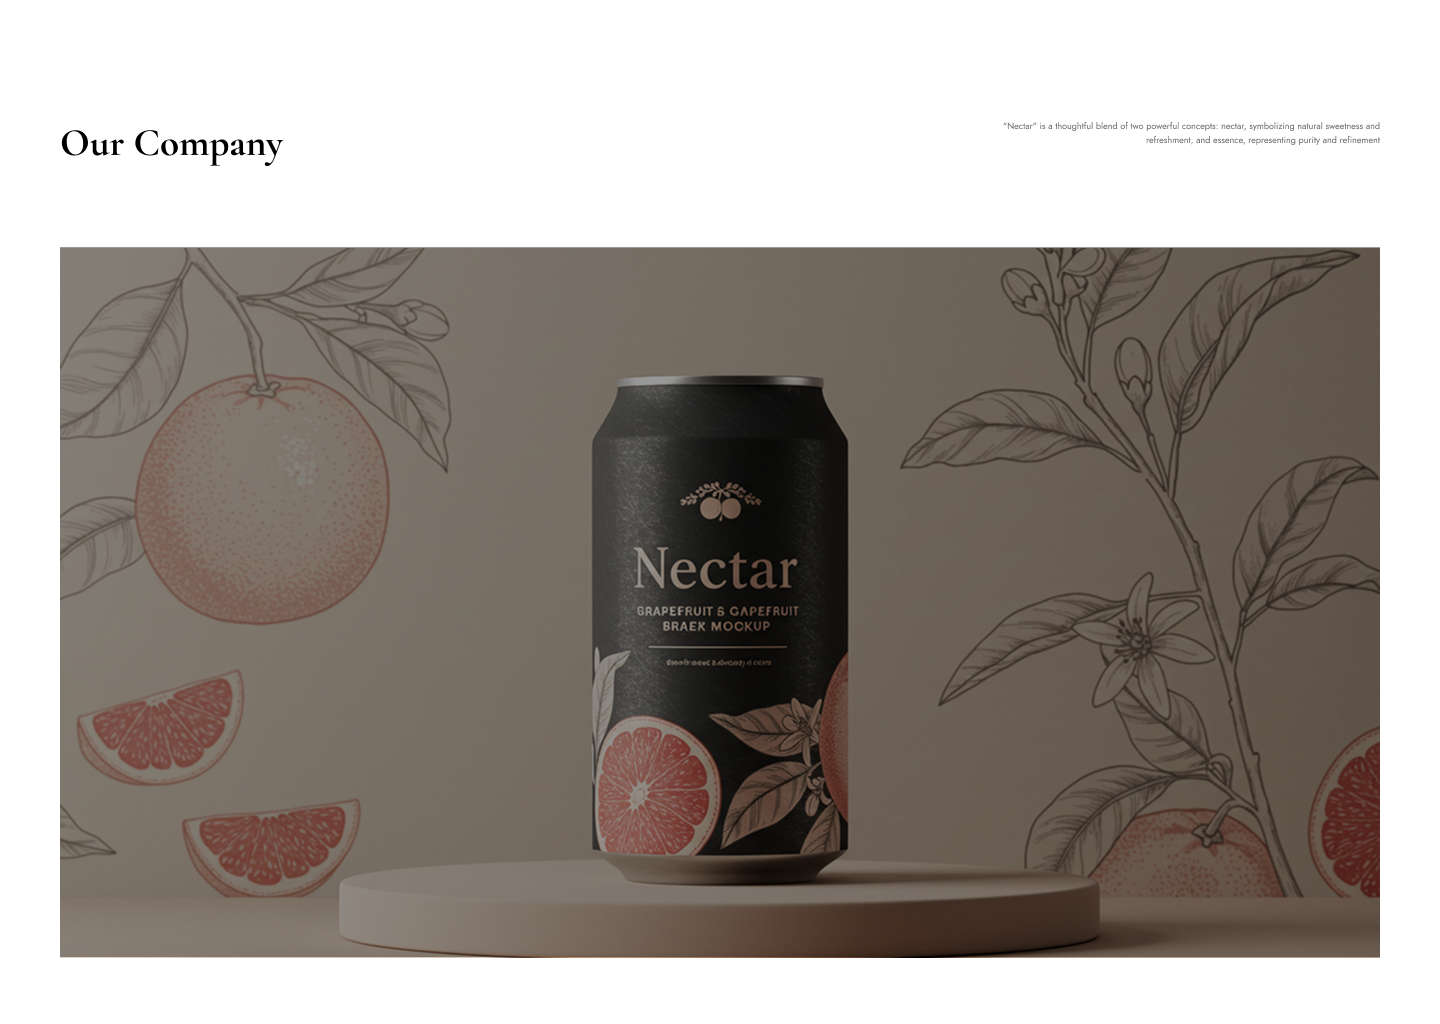 Our Company
"Nectar" is a thoughtful blend of two powerful concepts: nectar, symbolizing natural sweetness and
refreshment, and essence, representing purity and refinement
Nectar
GRAPEFRUIT & GAPEFRUIT
BRAEK MOCKUP